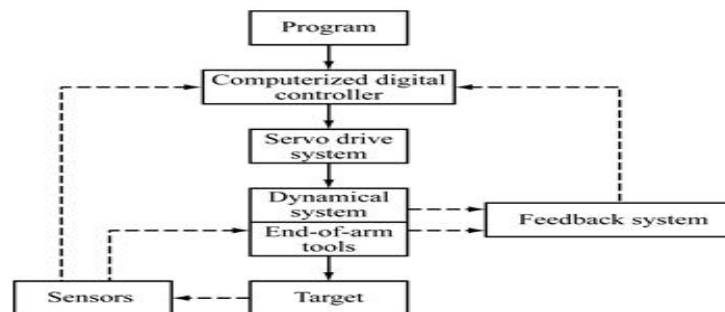 Program
Computerized digital
controller
Servo drive
system
Dynamical
system
Feedback system
End-of-arm
tools
Sensors
Target